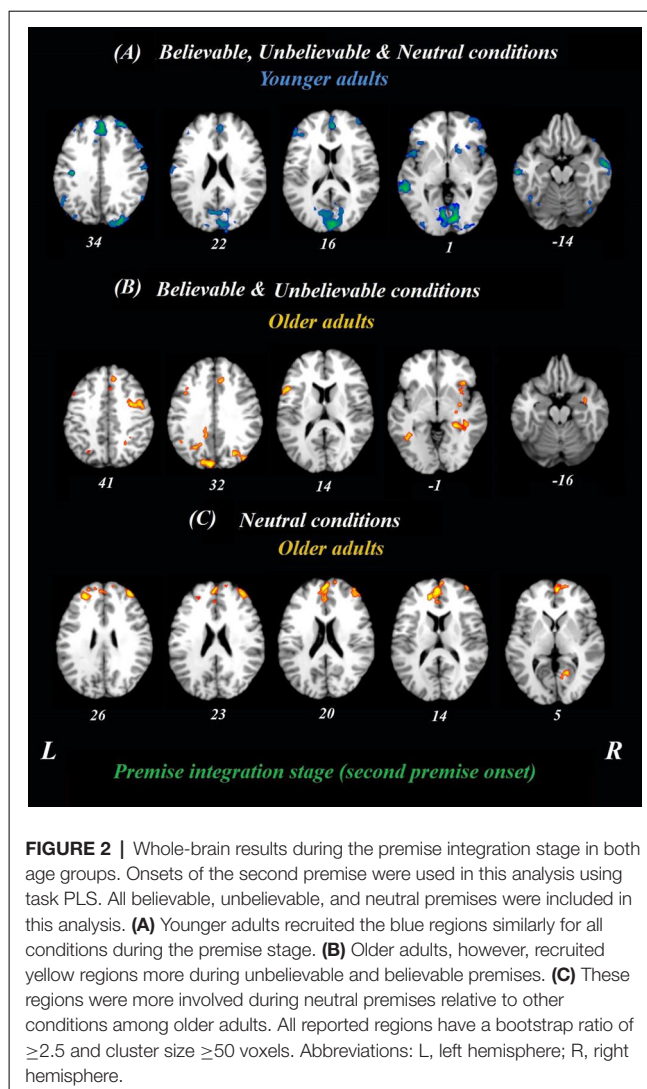 (A) Believable, Unbelievable & Neutral conditions
Younger adults
34 22 16 1 -14
(B) Believable & Unbelievable conditions
Older adults
41 32 14 -1 -16
(C) Neutral conditions
Older adults
26 23 20 14 5
L R
Premise integration stage (second premise onset)
FIGURE 2 | Whole-brain results during the premise integration stage in both
age groups. Onsets of the second premise were used in this analysis using
task PLS. All believable, unbelievable, and neutral premises were included in
this analysis. (A) Younger adults recruited the blue regions similarly for all
conditions during the premise stage. (B) Older adults, however, recruited
yellow regions more during unbelievable and believable premises. (C) These
regions were more involved during neutral premises relative to other
conditions among older adults. All reported regions have a bootstrap ratio of
≥2.5 and cluster size ≥50 voxels. Abbreviations: L, left hemisphere; R, right
hemisphere.